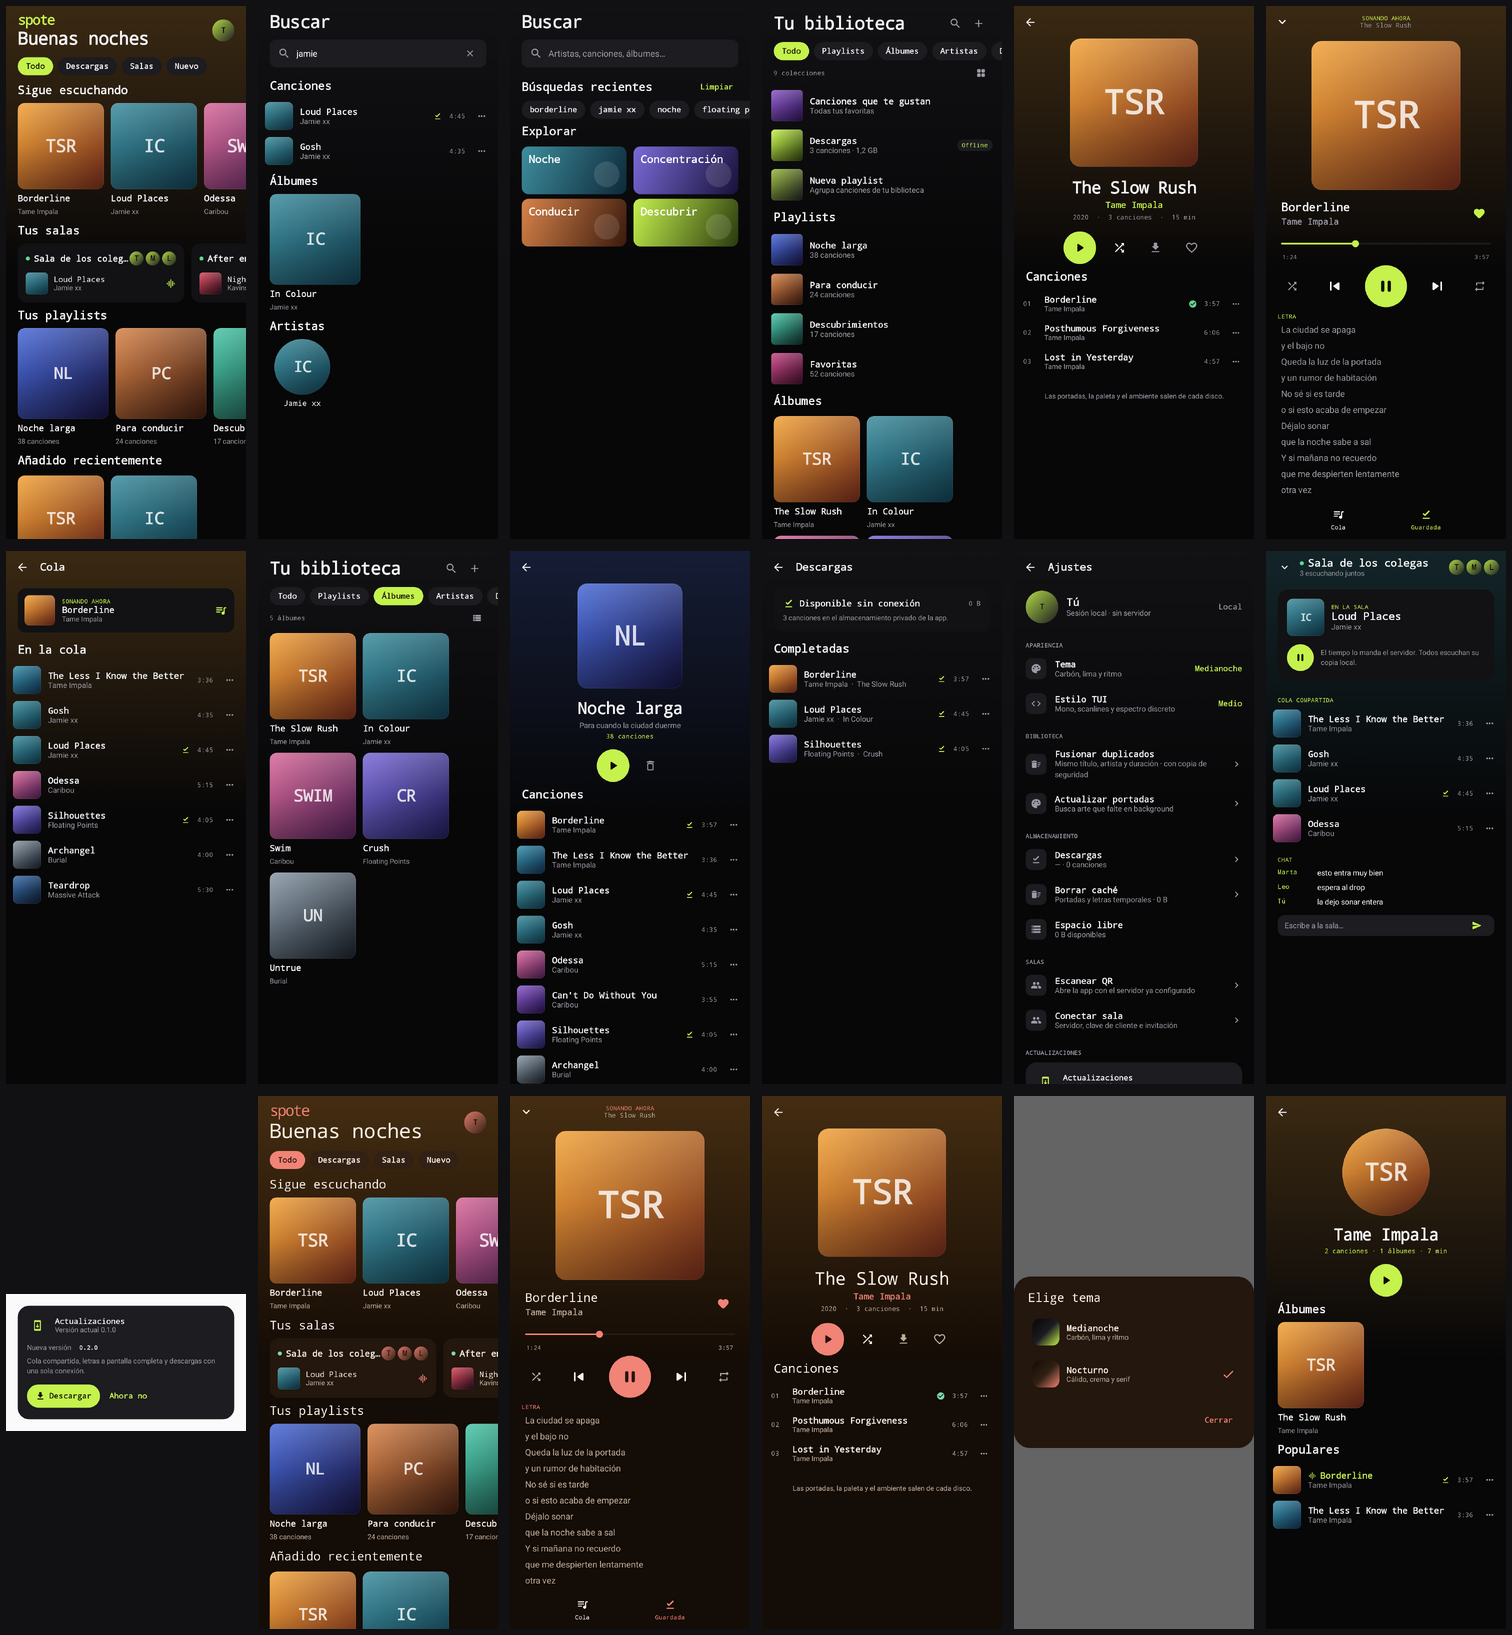 spote
Buenas noches
T
Todo
Descargas
Salas
Nuevo
Sigue escuchando
TSR
IC
SW
Borderline
Loud Places
Odessa
Tame Impala
Jamie xx
Caribou
Tus salas
Sala de los coleg…
T M L
After en
Loud Places
Jamie xx
Nigh
Kavins
Tus playlists
NL
PC
Noche larga
Para conducir
Descub
38 canciones
24 canciones
17 cancion
Añadido recientemente
TSR
IC
Buscar
jamie
Canciones
Loud Places
Jamie xx
4:45
Gosh
Jamie xx
4:35
Álbumes
IC
In Colour
Jamie xx
Artistas
IC
Jamie xx
Buscar
Artistas, canciones, álbumes…
Búsquedas recientes
Limpiar
borderline
jamie xx
noche
floating p
Explorar
Noche
Concentración
Conducir
Descubrir
Tu biblioteca
Todo
Playlists
Álbumes
Artistas
D
9 colecciones
Canciones que te gustan
Todas tus favoritas
Descargas
3 canciones · 1,2 GB
Offline
Nueva playlist
Agrupa canciones de tu biblioteca
Playlists
Noche larga
38 canciones
Para conducir
24 canciones
Descubrimientos
17 canciones
Favoritas
52 canciones
Álbumes
TSR
IC
The Slow Rush
In Colour
Tame Impala
Jamie xx
TSR
The Slow Rush
Tame Impala
2020 · 3 canciones · 15 min
Canciones
01
Borderline
Tame Impala
3:57
02
Posthumous Forgiveness
Tame Impala
6:06
03
Lost in Yesterday
Tame Impala
4:57
Las portadas, la paleta y el ambiente salen de cada disco.
SONANDO AHORA
The Slow Rush
TSR
Borderline
Tame Impala
1:24
3:57
LETRA
La ciudad se apaga
y el bajo no
Queda la luz de la portada
y un rumor de habitación
No sé si es tarde
o si esto acaba de empezar
Déjalo sonar
que la noche sabe a sal
Y si mañana no recuerdo
que me despierten lentamente
otra vez
Cola
Guardada
Cola
SONANDO AHORA
Borderline
Tame Impala
En la cola
The Less I Know the Better
Tame Impala
3:36
Gosh
Jamie xx
4:35
Loud Places
Jamie xx
4:45
Odessa
Caribou
5:15
Silhouettes
Floating Points
4:05
Archangel
Burial
4:00
Teardrop
Massive Attack
5:30
Tu biblioteca
Todo
Playlists
Álbumes
Artistas
D
5 álbumes
TSR
IC
The Slow Rush
In Colour
Tame Impala
Jamie xx
SWIM
CR
Swim
Crush
Caribou
Floating Points
UN
Untrue
Burial
NL
Noche larga
Para cuando la ciudad duerme
38 canciones
Canciones
Borderline
Tame Impala
3:57
The Less I Know the Better
Tame Impala
3:36
Loud Places
Jamie xx
4:45
Gosh
Jamie xx
4:35
Odessa
Caribou
5:15
Can't Do Without You
Caribou
3:55
Silhouettes
Floating Points
4:05
Archangel
Burial
4:00
Descargas
Disponible sin conexión
0 B
3 canciones en el almacenamiento privado de la app.
Completadas
Borderline
Tame Impala · The Slow Rush
3:57
Loud Places
Jamie xx · In Colour
4:45
Silhouettes
Floating Points · Crush
4:05
Ajustes
T
Tú
Sesión local · sin servidor
Local
APARIENCIA
Tema
Carbón, lima y ritmo
Medianoche
Estilo TUI
Mono, scanlines y espectro discreto
Medio
BIBLIOTECA
Fusionar duplicados
Mismo título, artista y duración · con copia de
seguridad
Actualizar portadas
Busca arte que falte en background
ALMACENAMIENTO
Descargas
— · 0 canciones
Borrar caché
Portadas y letras temporales · 0 B
Espacio libre
0 B disponibles
SALAS
Escanear QR
Abre la app con el servidor ya configurado
Conectar sala
Servidor, clave de cliente e invitación
ACTUALIZACIONES
Actualizaciones
Sala de los colegas
3 escuchando juntos
T M L
IC
EN LA SALA
Loud Places
Jamie xx
El tiempo lo manda el servidor. Todos escuchan su
copia local.
COLA COMPARTIDA
The Less I Know the Better
Tame Impala
3:36
Gosh
Jamie xx
4:35
Loud Places
Jamie xx
4:45
Odessa
Caribou
5:15
CHAT
Marta
esto entra muy bien
Leo
espera al drop
Tú
la dejo sonar entera
Escribe a la sala…
Actualizaciones
Versión actual 0.1.0
Nueva versión 0.2.0
Cola compartida, letras a pantalla completa y descargas con
una sola conexión.
Descargar
Ahora no
spote
Buenas noches
T
Todo
Descargas
Salas
Nuevo
Sigue escuchando
TSR
IC
SW
Borderline
Loud Places
Odessa
Tame Impala
Jamie xx
Caribou
Tus salas
Sala de los coleg…
T M L
After en
Loud Places
Jamie xx
Nigh
Kavins
Tus playlists
NL
PC
Noche larga
Para conducir
Descub
38 canciones
24 canciones
17 cancion
Añadido recientemente
TSR
IC
SONANDO AHORA
The Slow Rush
TSR
Borderline
Tame Impala
1:24
3:57
LETRA
La ciudad se apaga
y el bajo no
Queda la luz de la portada
y un rumor de habitación
No sé si es tarde
o si esto acaba de empezar
Déjalo sonar
que la noche sabe a sal
Y si mañana no recuerdo
que me despierten lentamente
otra vez
Cola
Guardada
TSR
The Slow Rush
Tame Impala
2020 · 3 canciones · 15 min
Canciones
01
Borderline
Tame Impala
3:57
02
Posthumous Forgiveness
Tame Impala
6:06
03
Lost in Yesterday
Tame Impala
4:57
Las portadas, la paleta y el ambiente salen de cada disco.
Elige tema
Medianoche
Carbón, lima y ritmo
Nocturno
Cálido, crema y serif
Cerrar
TSR
Tame Impala
2 canciones · 1 álbumes · 7 min
Álbumes
TSR
The Slow Rush
Tame Impala
Populares
Borderline
Tame Impala
3:57
The Less I Know the Better
Tame Impala
3:36